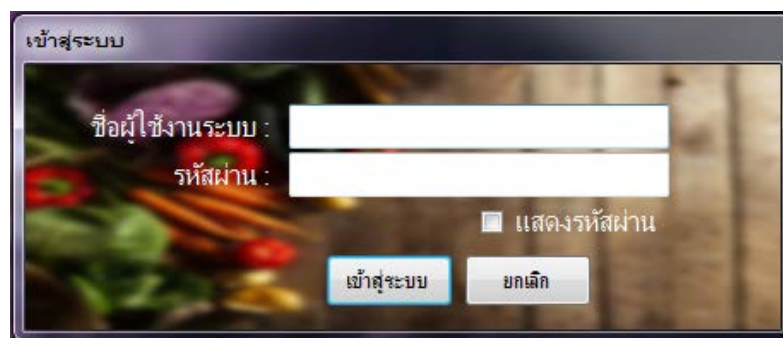 เข้าสู่ระบบ
ชื่อผู้ใช้งานระบบ :
รหัสผ่าน :
แสดงรหัสผ่าน
เข้าสู่ระบบ ยกเลิก